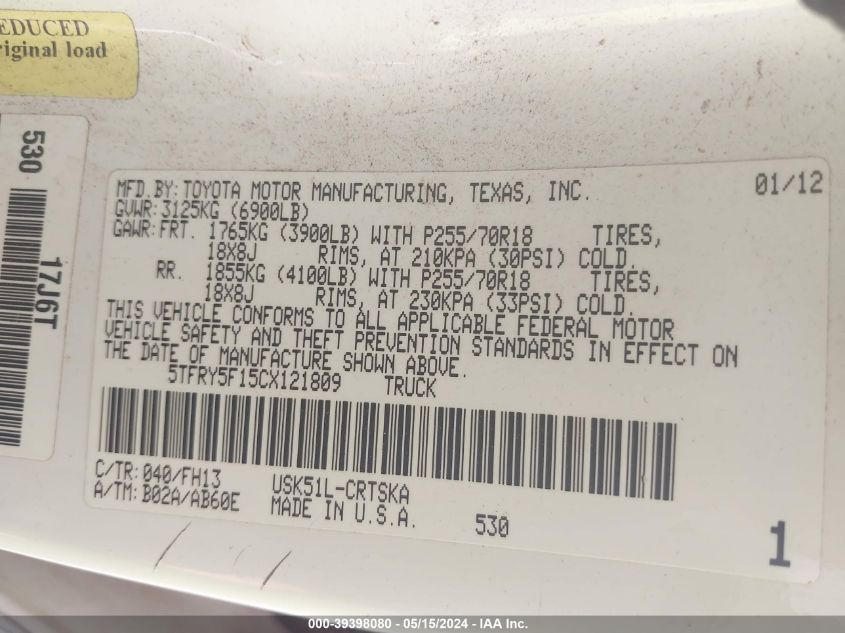 EDUCED
riginal load
530
17J6T
MFD.BY: TOYOTA MOTOR MANUFACTURING, TEXAS, INC. 01/12
GVWR: 3125KG (6900LB)
GAWR: FRT. 1765KG (3900LB) WITH P255/70R18 TIRES,
18X8J RIMS, AT 210KPA (30PSI) COLD.
RR. 1855KG (4100LB) WITH P255/70R18 TIRES,
18X8J RIMS, AT 230KPA (33PSI) COLD.
THIS VEHICLE CONFORMS TO ALL APPLICABLE FEDERAL MOTOR
VEHICLE SAFETY AND THEFT PREVENTION STANDARDS IN EFFECT ON
THE DATE OF MANUFACTURE SHOWN ABOVE.
5TFRY5F15CX121809 TRUCK
C/TR: 040/FH13 USK51L-CRTSKA
A/TM: B02A/AB60E MADE IN U.S.A. 530
1
000-39398080 - 05/15/2024 - IAA Inc.